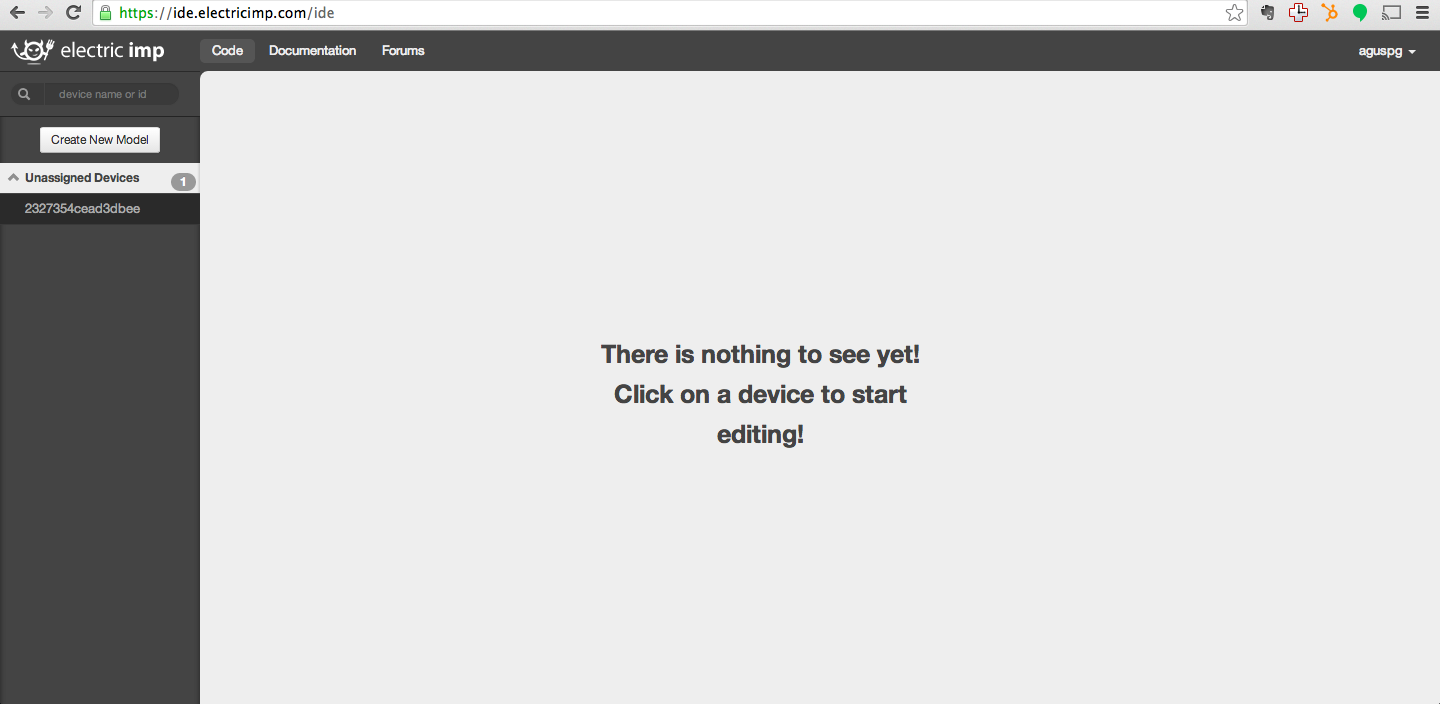 https://ide.electricimp.com/ide
electric imp
Code
Documentation
Forums
aguspg
device name or id
Create New Model
Unassigned Devices
1
2327354cead3dbee
There is nothing to see yet!
Click on a device to start
editing!